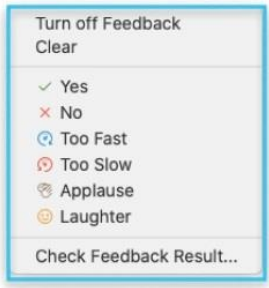 Turn off Feedback
Clear
Yes
No
Too Fast
Too Slow
Applause
Laughter
Check Feedback Result...